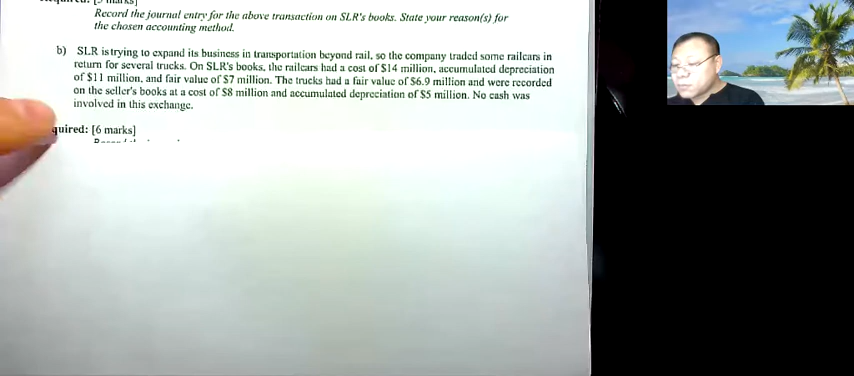 Record the journal entry for the above transaction on SLR's books. State your reason(s) for
the chosen accounting method.
b) SLR is trying to expand its business in transportation beyond rail, so the company traded some railcars in
return for several trucks. On SLR's books, the railcars had a cost of $14 million, accumulated depreciation
of $11 million, and fair value of $7 million. The trucks had a fair value of $6.9 million and were recorded
on the seller's books at a cost of $8 million and accumulated depreciation of $5 million. No cash was
involved in this exchange.
quired: [6 marks]